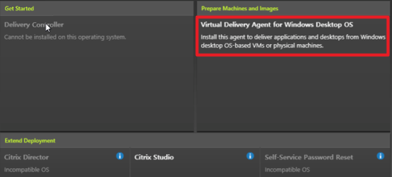 Get Started
Delivery Controller
Cannot be installed on this operating system.
Prepare Machines and Images
Virtual Delivery Agent for Windows Desktop OS
Install this agent to deliver applications and desktops from Windows
desktop OS-based VMs or physical machines.
Extend Deployment
Citrix Director
Incompatible OS
Citrix Studio
Self-Service Password Reset
Incompatible OS